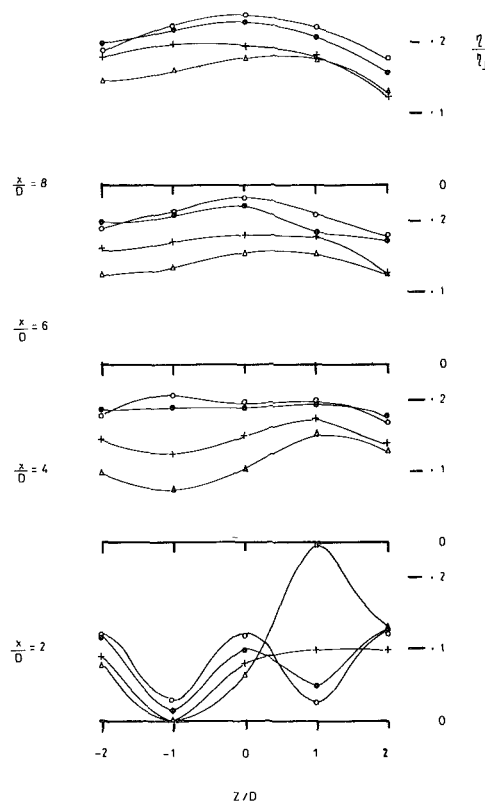 · 2
η
η
· 1
x/D = 8
0
· 2
· 1
x/D = 6
0
· 2
x/D = 4
· 1
0
· 2
x/D = 2
· 1
0
-2 -1 0 1 2
Z/D